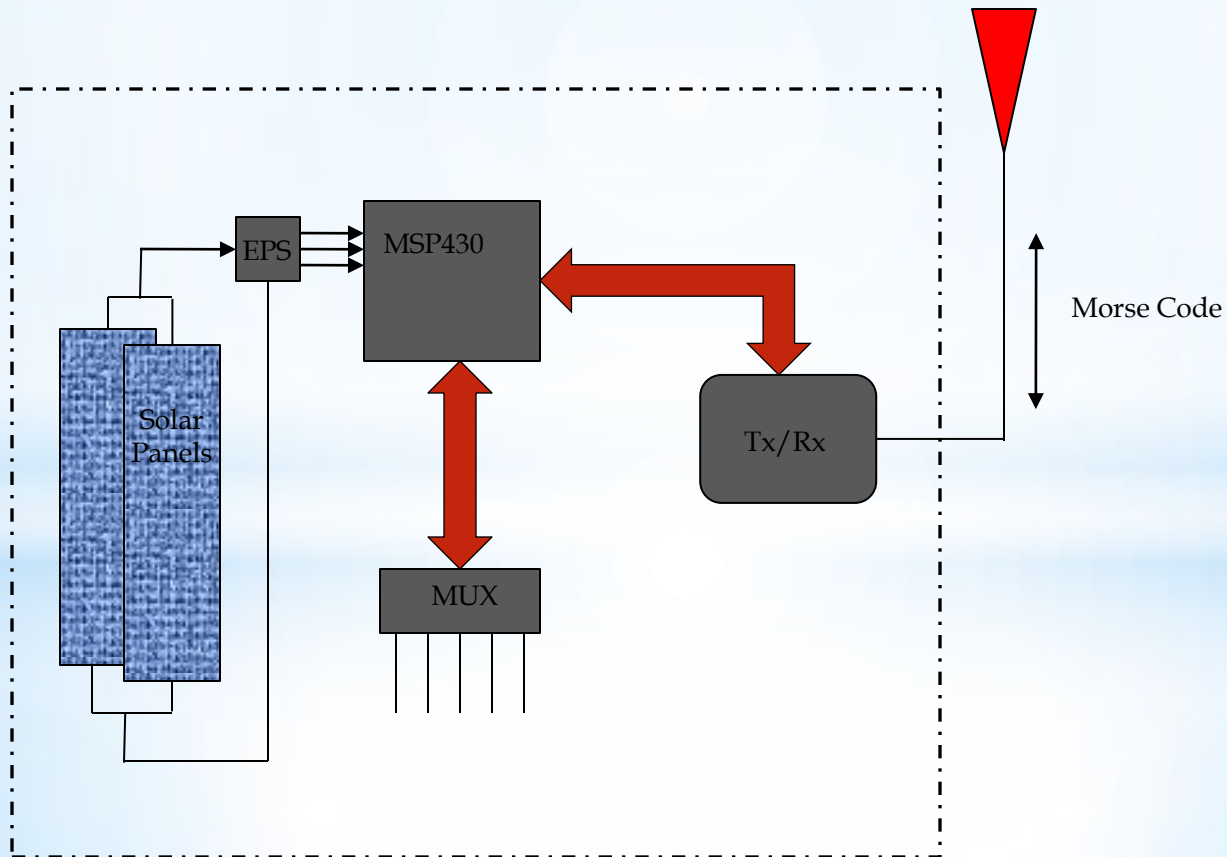 EPS
MSP430
Morse Code
Solar
Panels
Tx/Rx
MUX